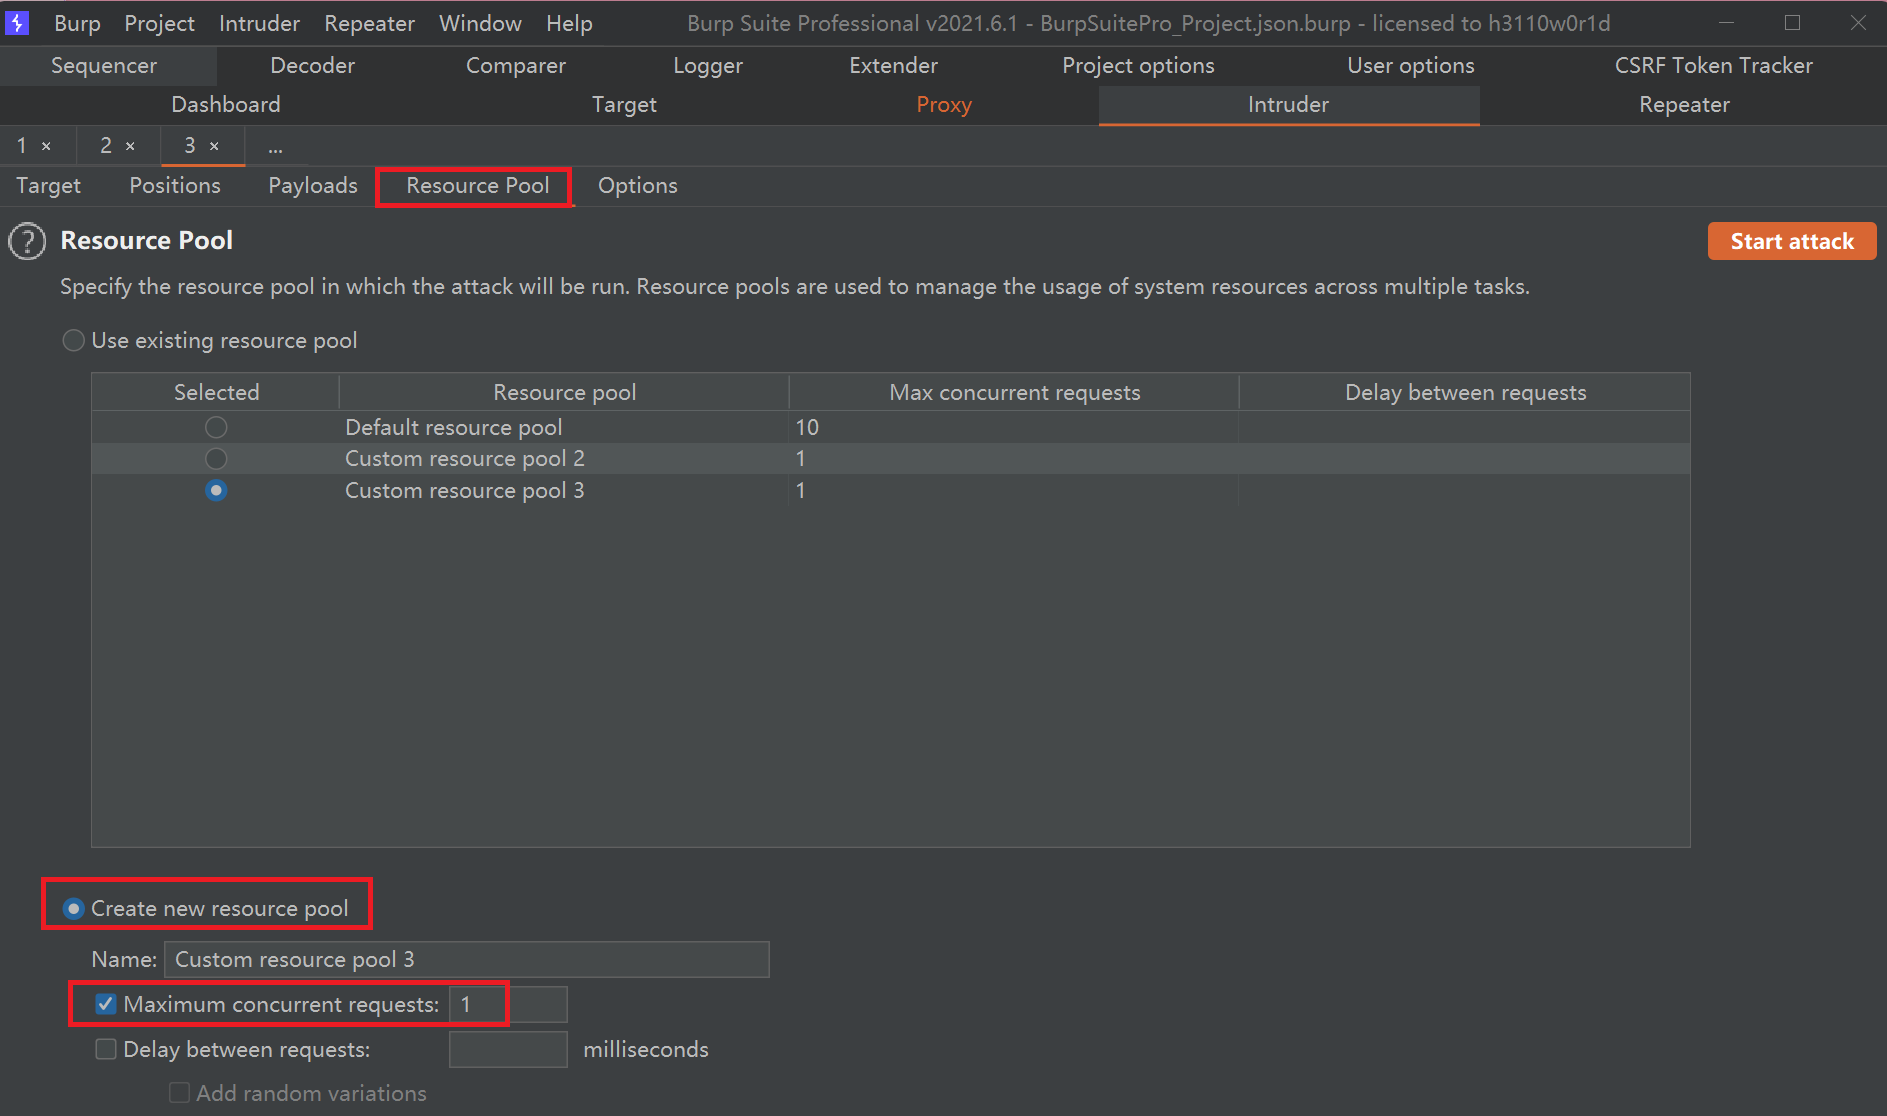 Burp Project Intruder Repeater Window Help Burp Suite Professional v2021.6.1 - BurpSuitePro_Project.json.burp - licensed to h3110w0r1d
Sequencer Decoder Comparer Logger Extender Project options User options CSRF Token Tracker
Dashboard Target Proxy Intruder Repeater
1 × 2 × 3 × ...
Target Positions Payloads Resource Pool Options
? Resource Pool Start attack
Specify the resource pool in which the attack will be run. Resource pools are used to manage the usage of system resources across multiple tasks.
Use existing resource pool
Selected Resource pool Max concurrent requests Delay between requests
Default resource pool 10
Custom resource pool 2 1
Custom resource pool 3 1
Create new resource pool
Name: Custom resource pool 3
Maximum concurrent requests: 1
Delay between requests: milliseconds
Add random variations